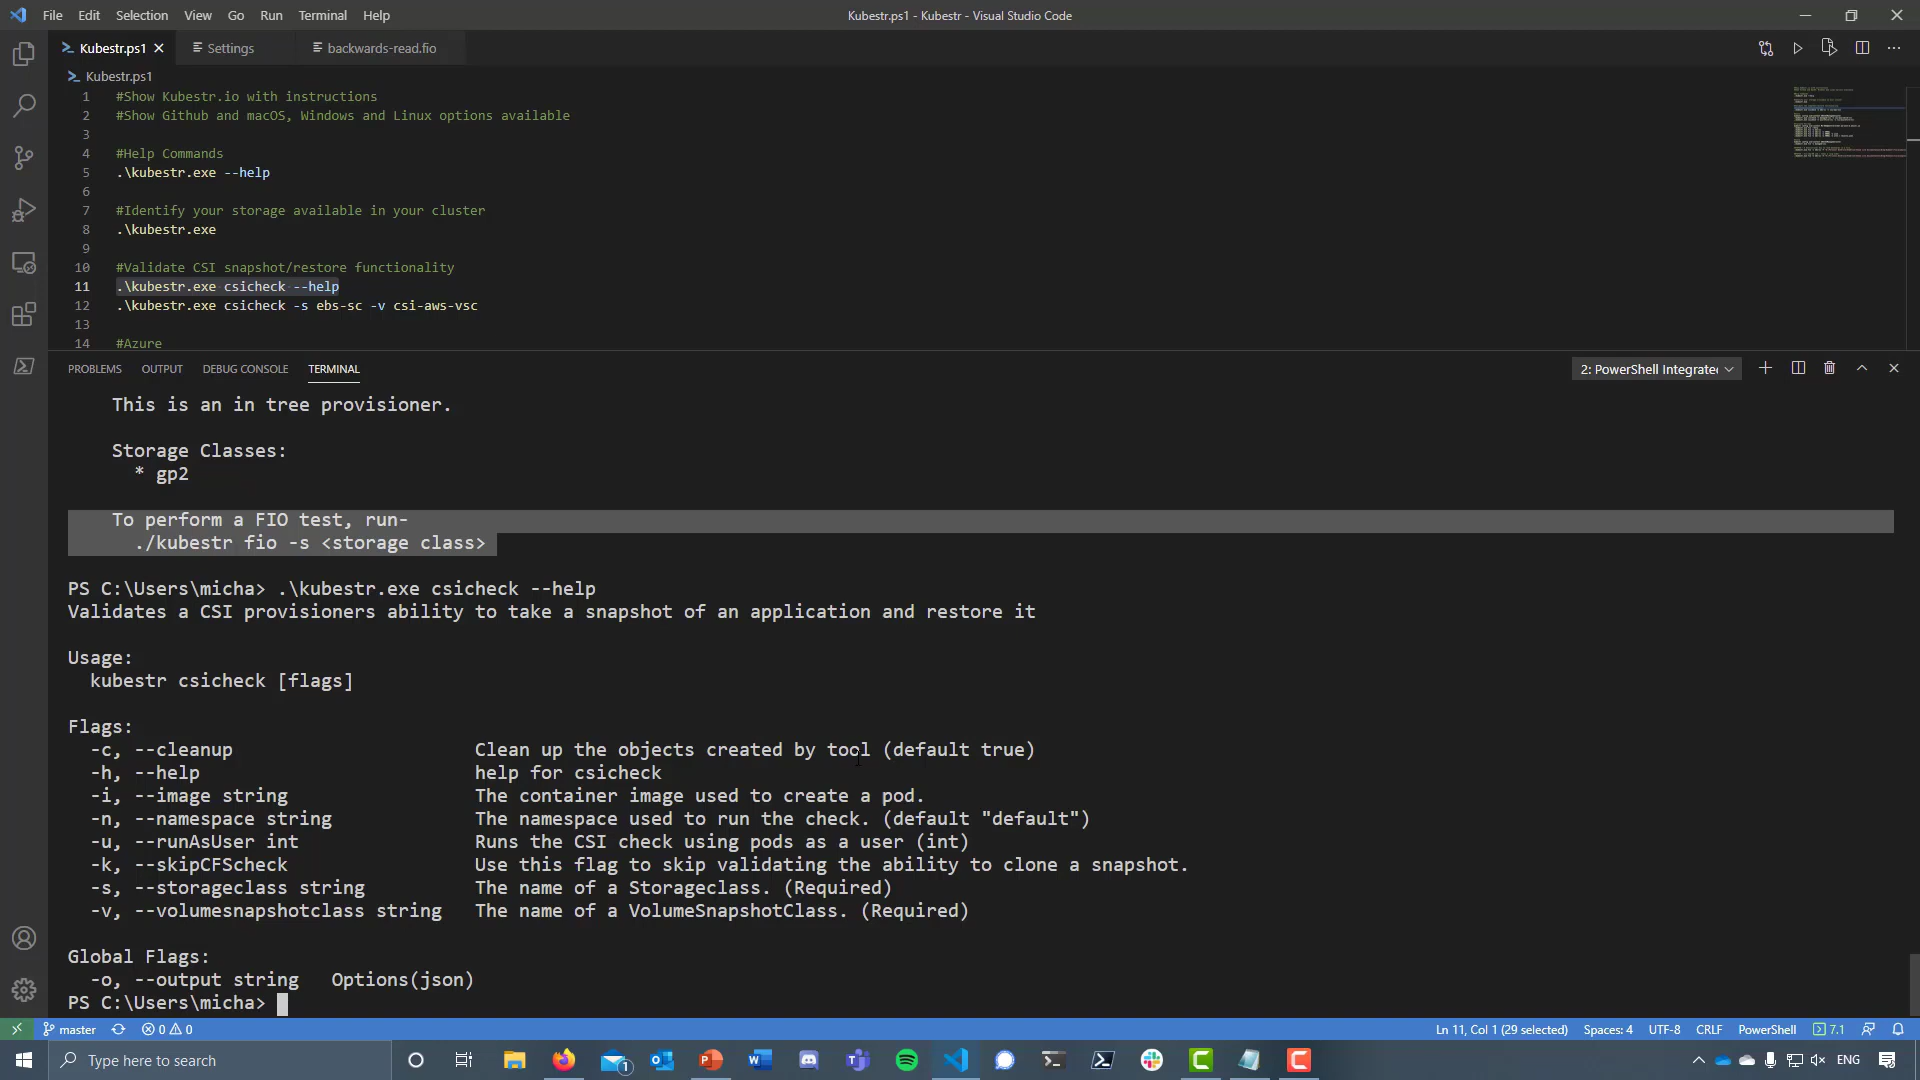 File Edit Selection View Go Run Terminal Help
Kubestr.ps1 - Kubestr - Visual Studio Code
Kubestr.ps1 Settings backwards-read.fio
Kubestr.ps1
1 #Show Kubestr.io with instructions
2 #Show Github and macOS, Windows and Linux options available
3
4 #Help Commands
5 .\kubestr.exe --help
6
7 #Identify your storage available in your cluster
8 .\kubestr.exe
9
10 #Validate CSI snapshot/restore functionality
11 .\kubestr.exe csicheck --help
12 .\kubestr.exe csicheck -s ebs-sc -v csi-aws-vsc
13
14 #Azure
PROBLEMS OUTPUT DEBUG CONSOLE TERMINAL
2: PowerShell Integrate
This is an in tree provisioner.
Storage Classes:
* gp2
To perform a FIO test, run-
./kubestr fio -s <storage class>
PS C:\Users\micha> .\kubestr.exe csicheck --help
Validates a CSI provisioners ability to take a snapshot of an application and restore it
Usage:
kubestr csicheck [flags]
Flags:
-c, --cleanup Clean up the objects created by tool (default true)
-h, --help help for csicheck
-i, --image string The container image used to create a pod.
-n, --namespace string The namespace used to run the check. (default "default")
-u, --runAsUser int Runs the CSI check using pods as a user (int)
-k, --skipCFScheck Use this flag to skip validating the ability to clone a snapshot.
-s, --storageclass string The name of a Storageclass. (Required)
-v, --volumesnapshotclass string The name of a VolumeSnapshotClass. (Required)
Global Flags:
-o, --output string Options(json)
PS C:\Users\micha>
master 0 0 Ln 11, Col 1 (29 selected) Spaces: 4 UTF-8 CRLF PowerShell 7.1
Type here to search
1
ENG